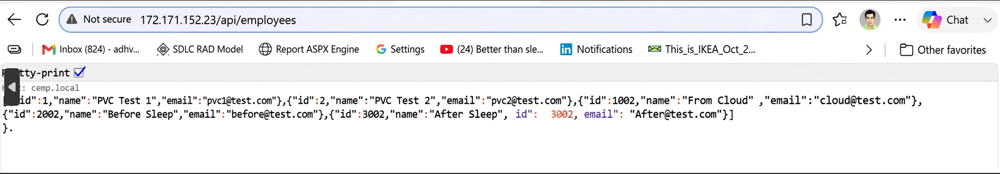 Not secure 172.171.152.23/api/employees Chat
Inbox (824) - adhv... SDLC RAD Model Report ASPX Engine Settings (24) Better than sle... Notifications This_is_IKEA_Oct_2... Other favorites
tty-print
: cemp.local
id":1,"name":"PVC Test 1","email":"pvc1@test.com"},{"id":2,"name":"PVC Test 2","email":"pvc2@test.com"},{"id":1002,"name":"From Cloud" ,"email":"cloud@test.com"},
{"id":2002,"name":"Before Sleep","email":"before@test.com"},{"id":3002,"name":"After Sleep", id": 3002, email": "After@test.com"}]
}.